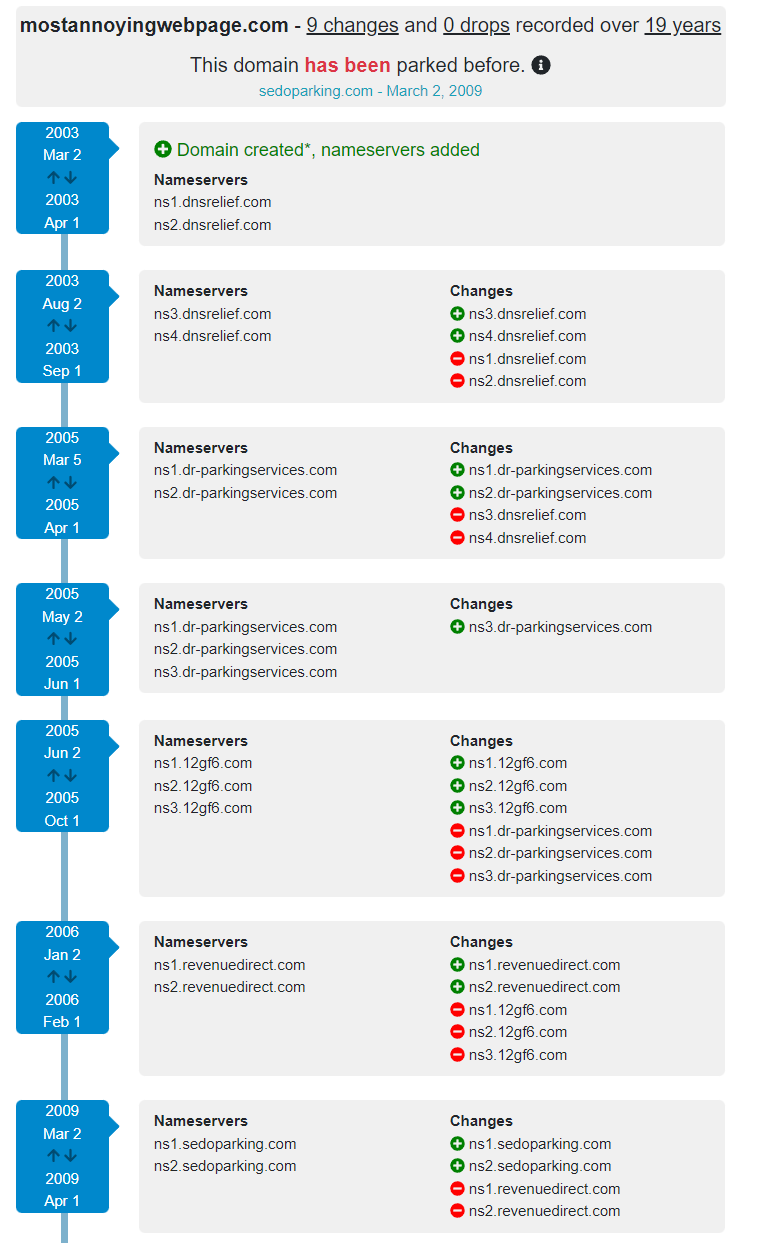 mostannoyingwebpage.com - 9 changes and 0 drops recorded over 19 years
This domain has been parked before.
sedoparking.com - March 2, 2009
2003
Mar 2
2003
Apr 1
Domain created*, nameservers added
Nameservers
ns1.dnsrelief.com
ns2.dnsrelief.com
2003
Aug 2
2003
Sep 1
Nameservers
ns3.dnsrelief.com
ns4.dnsrelief.com
Changes
ns3.dnsrelief.com
ns4.dnsrelief.com
ns1.dnsrelief.com
ns2.dnsrelief.com
2005
Mar 5
2005
Apr 1
Nameservers
ns1.dr-parkingservices.com
ns2.dr-parkingservices.com
Changes
ns1.dr-parkingservices.com
ns2.dr-parkingservices.com
ns3.dnsrelief.com
ns4.dnsrelief.com
2005
May 2
2005
Jun 1
Nameservers
ns1.dr-parkingservices.com
ns2.dr-parkingservices.com
ns3.dr-parkingservices.com
Changes
ns3.dr-parkingservices.com
2005
Jun 2
2005
Oct 1
Nameservers
ns1.12gf6.com
ns2.12gf6.com
ns3.12gf6.com
Changes
ns1.12gf6.com
ns2.12gf6.com
ns3.12gf6.com
ns1.dr-parkingservices.com
ns2.dr-parkingservices.com
ns3.dr-parkingservices.com
2006
Jan 2
2006
Feb 1
Nameservers
ns1.revenuedirect.com
ns2.revenuedirect.com
Changes
ns1.revenuedirect.com
ns2.revenuedirect.com
ns1.12gf6.com
ns2.12gf6.com
ns3.12gf6.com
2009
Mar 2
2009
Apr 1
Nameservers
ns1.sedoparking.com
ns2.sedoparking.com
Changes
ns1.sedoparking.com
ns2.sedoparking.com
ns1.revenuedirect.com
ns2.revenuedirect.com